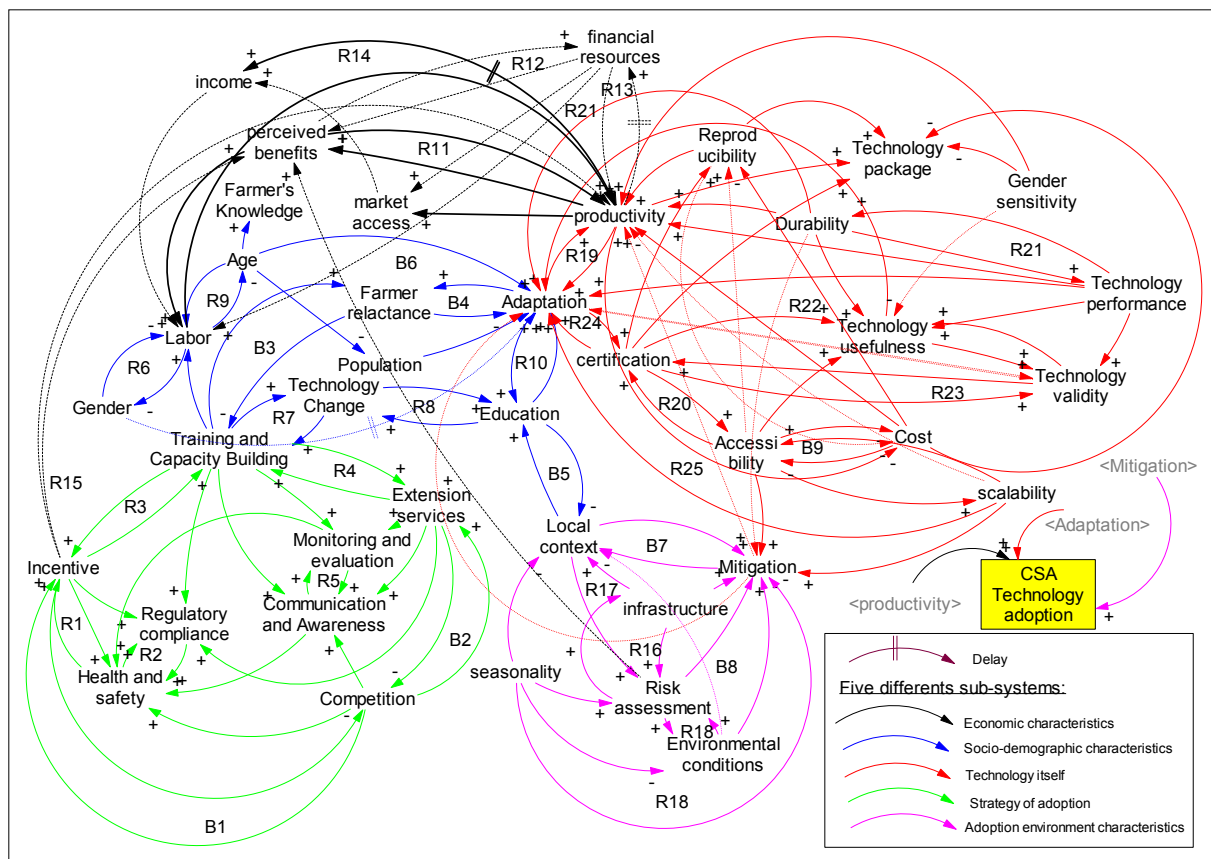 financial
resources
R14
R12
income
R13
R21
perceived
benefits
R11
Reprod
ucibility
Technology
package
Gender
sensitivity
Farmer's
Knowledge
market
access
productivity
Durability
R21
Age
B6
R19
R9
Farmer
relactance
B4
Adaptation
Technology
performance
R24
R22
Labor
B3
Technology
usefulness
R6
Population
R10
certification
Technology
validity
Technology
Change
R7
R8
Education
R20
R23
Gender
Training and
Capacity Building
Accessi
bility
B9
Cost
<Mitigation>
R4
B5
R25
R15
R3
Extension
services
scalability
Monitoring and
evaluation
Local
context
B7
<Adaptation>
Incentive
R5
Mitigation
CSA
Technology
adoption
R17
infrastructure
<productivity>
R1
Regulatory
compliance
Communication
and Awareness
R2
B2
R16
B8
Health and
safety
seasonality
Competition
Risk
assessment
R18
Environmental
conditions
R18
B1
Delay
Five differents sub-systems:
Economic characteristics
Socio-demographic characteristics
Technology itself
Strategy of adoption
Adoption environment characteristics